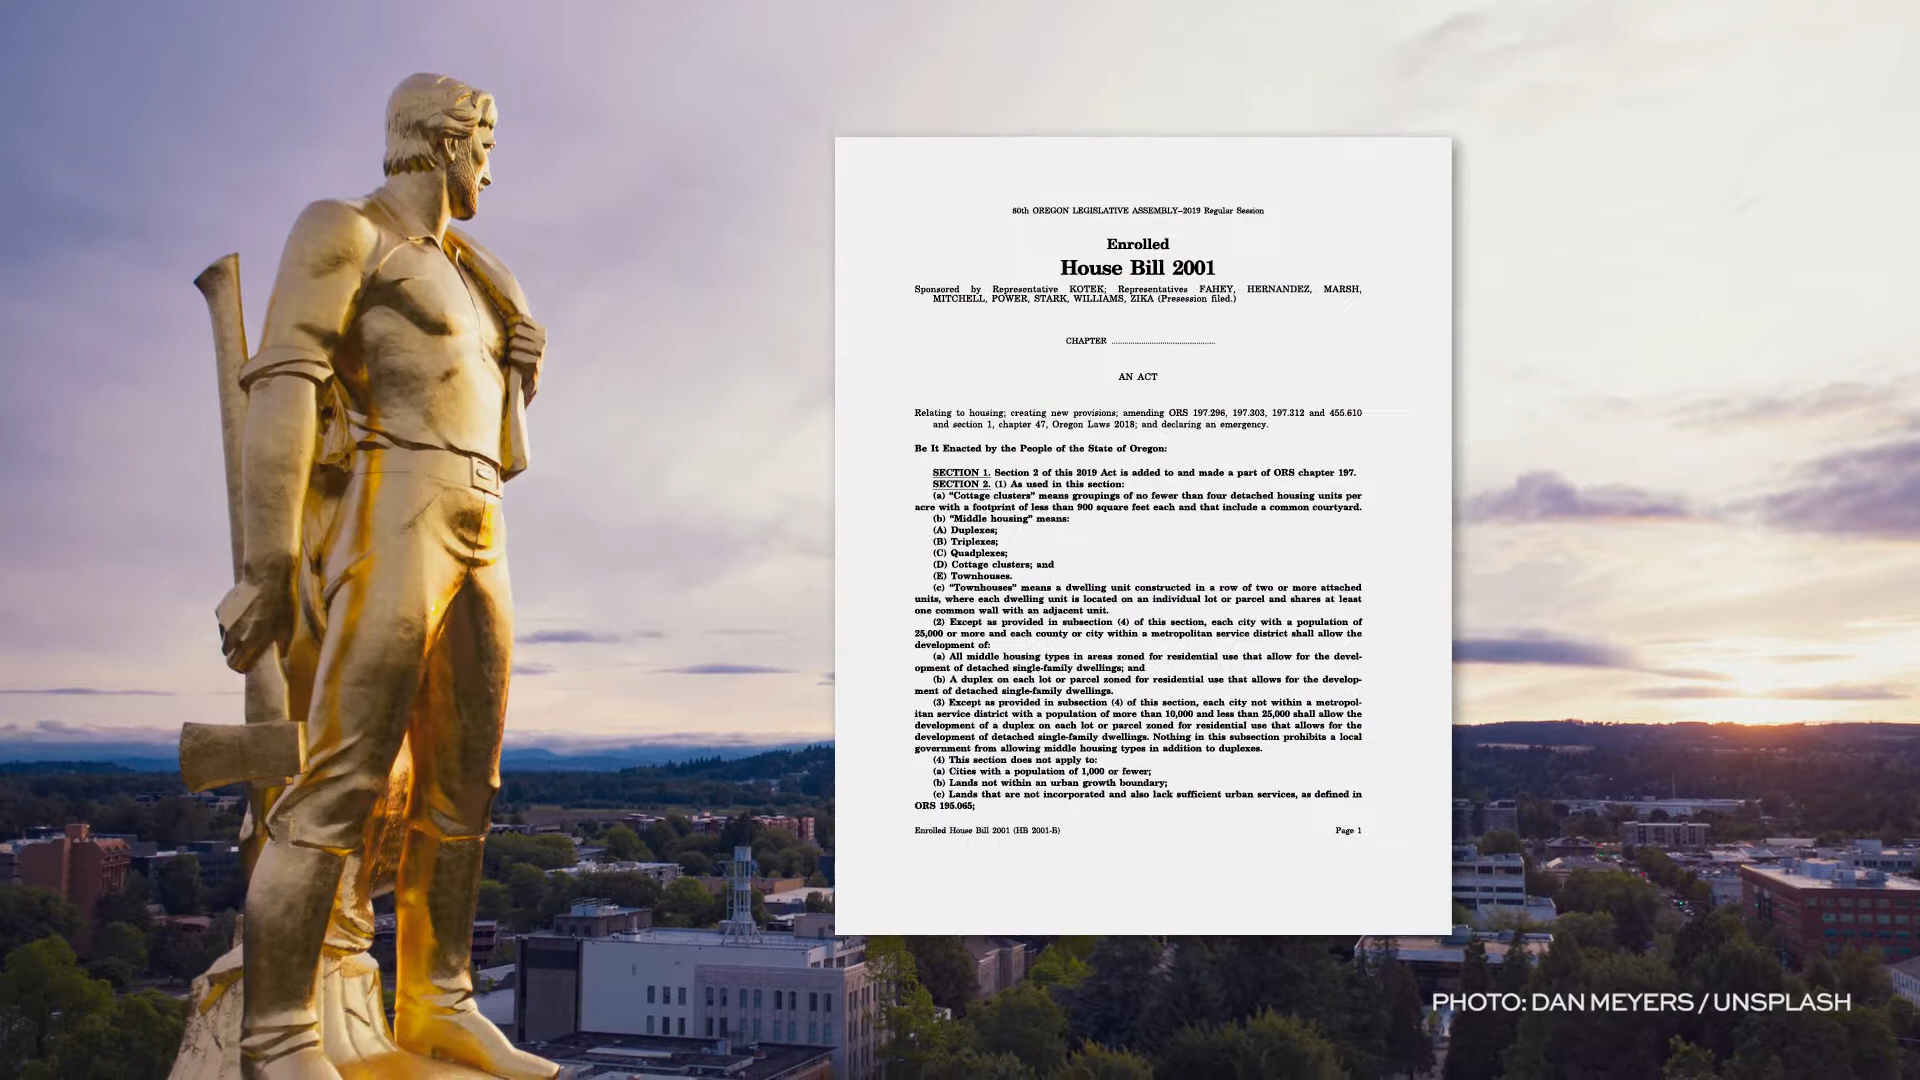 80th OREGON LEGISLATIVE ASSEMBLY--2019 Regular Session
Enrolled
House Bill 2001
Sponsored by Representative KOTEK; Representatives FAHEY, HERNANDEZ, MARSH,
MITCHELL, POWER, STARK, WILLIAMS, ZIKA (Presession filed.)
CHAPTER .................................................
AN ACT
Relating to housing; creating new provisions; amending ORS 197.296, 197.303, 197.312 and 455.610
and section 1, chapter 47, Oregon Laws 2018; and declaring an emergency.
Be It Enacted by the People of the State of Oregon:
SECTION 1. Section 2 of this 2019 Act is added to and made a part of ORS chapter 197.
SECTION 2. (1) As used in this section:
(a) “Cottage clusters” means groupings of no fewer than four detached housing units per
acre with a footprint of less than 900 square feet each and that include a common courtyard.
(b) “Middle housing” means:
(A) Duplexes;
(B) Triplexes;
(C) Quadplexes;
(D) Cottage clusters; and
(E) Townhouses.
(c) “Townhouses” means a dwelling unit constructed in a row of two or more attached
units, where each dwelling unit is located on an individual lot or parcel and shares at least
one common wall with an adjacent unit.
(2) Except as provided in subsection (4) of this section, each city with a population of
25,000 or more and each county or city within a metropolitan service district shall allow the
development of:
(a) All middle housing types in areas zoned for residential use that allow for the devel-
opment of detached single-family dwellings; and
(b) A duplex on each lot or parcel zoned for residential use that allows for the develop-
ment of detached single-family dwellings.
(3) Except as provided in subsection (4) of this section, each city not within a metropol-
itan service district with a population of more than 10,000 and less than 25,000 shall allow the
development of a duplex on each lot or parcel zoned for residential use that allows for the
development of detached single-family dwellings. Nothing in this subsection prohibits a local
government from allowing middle housing types in addition to duplexes.
(4) This section does not apply to:
(a) Cities with a population of 1,000 or fewer;
(b) Lands not within an urban growth boundary;
(c) Lands that are not incorporated and also lack sufficient urban services, as defined in
ORS 195.065;
Enrolled House Bill 2001 (HB 2001-B) Page 1
PHOTO: DAN MEYERS / UNSPLASH